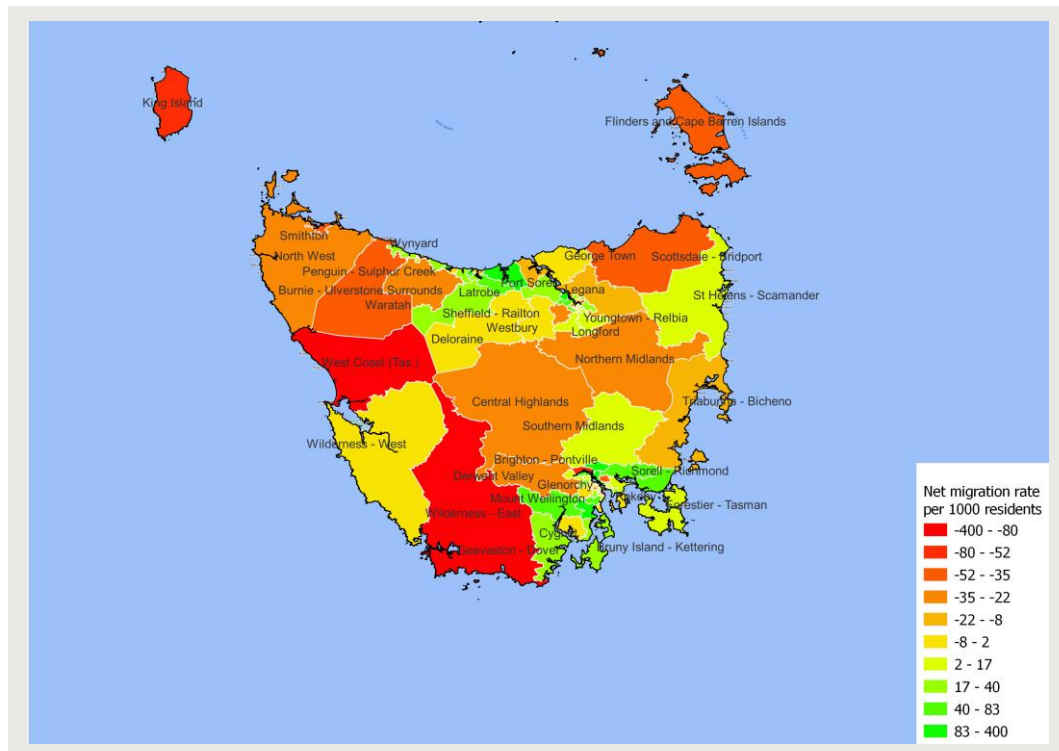 King Island
Flinders and Cape Barren Islands
Smithton
Wynyard
North West
George Town
Scottsdale - Bridport
Penguin - Sulphur Creek
Burnie - Ulverstone Surrounds
Port Sorell
Legana
Latrobe
St Helens - Scamander
Waratah
Sheffield - Railton
Youngtown - Relbia
Westbury
Longford
Deloraine
Northern Midlands
West Coast (Tas.)
Central Highlands
Triabunna - Bicheno
Southern Midlands
Wilderness - West
Brighton - Pontville
Sorell - Richmond
Derwent Valley
Glenorchy
Mount Wellington
Forestier - Tasman
Wilderness - East
Cygnet
Geeveston - Dover
Bruny Island - Kettering
Net migration rate
per 1000 residents
-400 - -80
-80 - -52
-52 - -35
-35 - -22
-22 - -8
-8 - 2
2 - 17
17 - 40
40 - 83
83 - 400